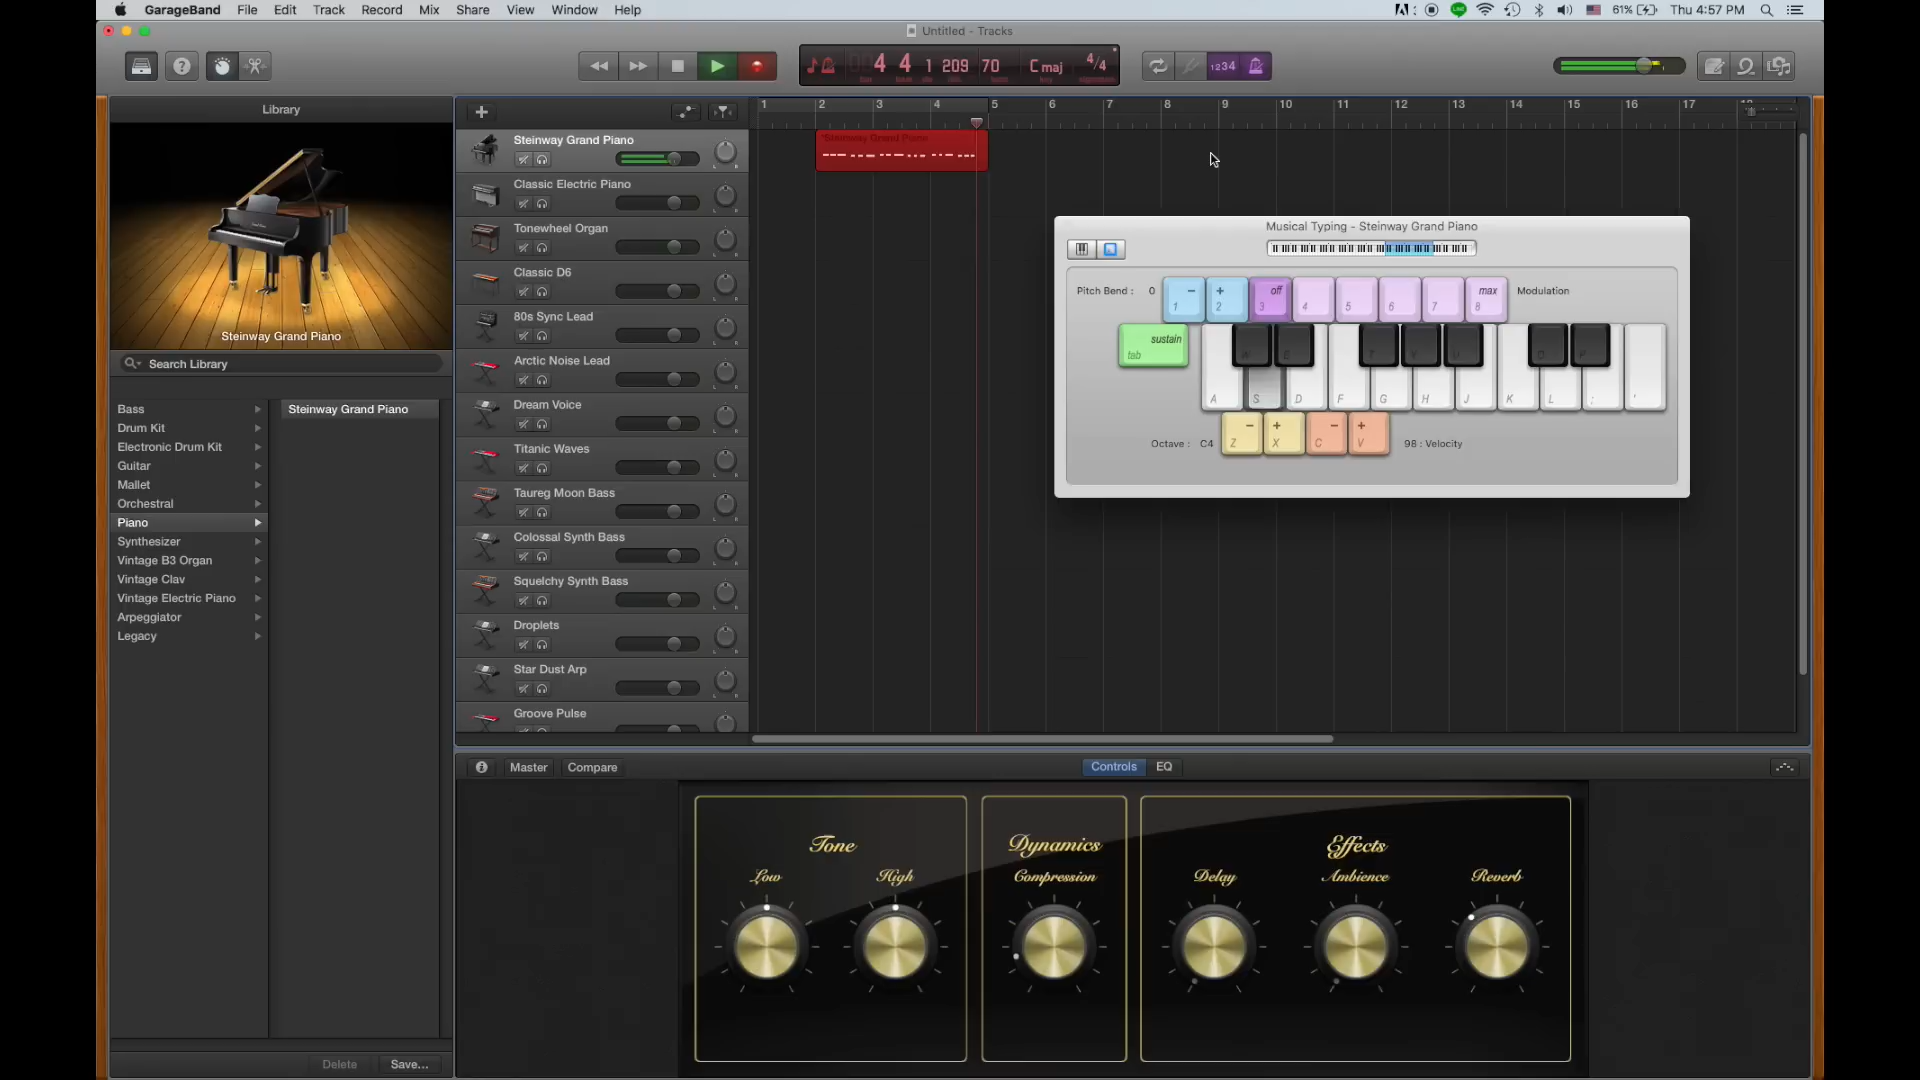 GarageBand File Edit Track Record Mix Share View Window Help
61% Thu 4:57 PM
Untitled - Tracks
4 4 1 209 70 C maj 4/4
1234
Library
Steinway Grand Piano
Search Library
Bass
Drum Kit
Electronic Drum Kit
Guitar
Mallet
Orchestral
Piano
Synthesizer
Vintage B3 Organ
Vintage Clav
Vintage Electric Piano
Arpeggiator
Legacy
Steinway Grand Piano
Delete Save...
1 2 3 4 5 6 7 8 9 10 11 12 13 14 15 16 17
Steinway Grand Piano
Classic Electric Piano
Tonewheel Organ
Classic D6
80s Sync Lead
Arctic Noise Lead
Dream Voice
Titanic Waves
Taureg Moon Bass
Colossal Synth Bass
Squelchy Synth Bass
Droplets
Star Dust Arp
Groove Pulse
*Steinway Grand Piano
Musical Typing - Steinway Grand Piano
Pitch Bend : 0 − + off max Modulation
1 2 3 4 5 6 7 8
sustain
tab W E T Y U O P
A S D F G H J K L ; '
Octave : C4 − + − + 98 : Velocity
Z X C V
Master Compare Controls EQ
Tone Dynamics Effects
Low High Compression Delay Ambience Reverb